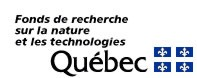 Fonds de recherche
sur la nature
et les technologies
Québec